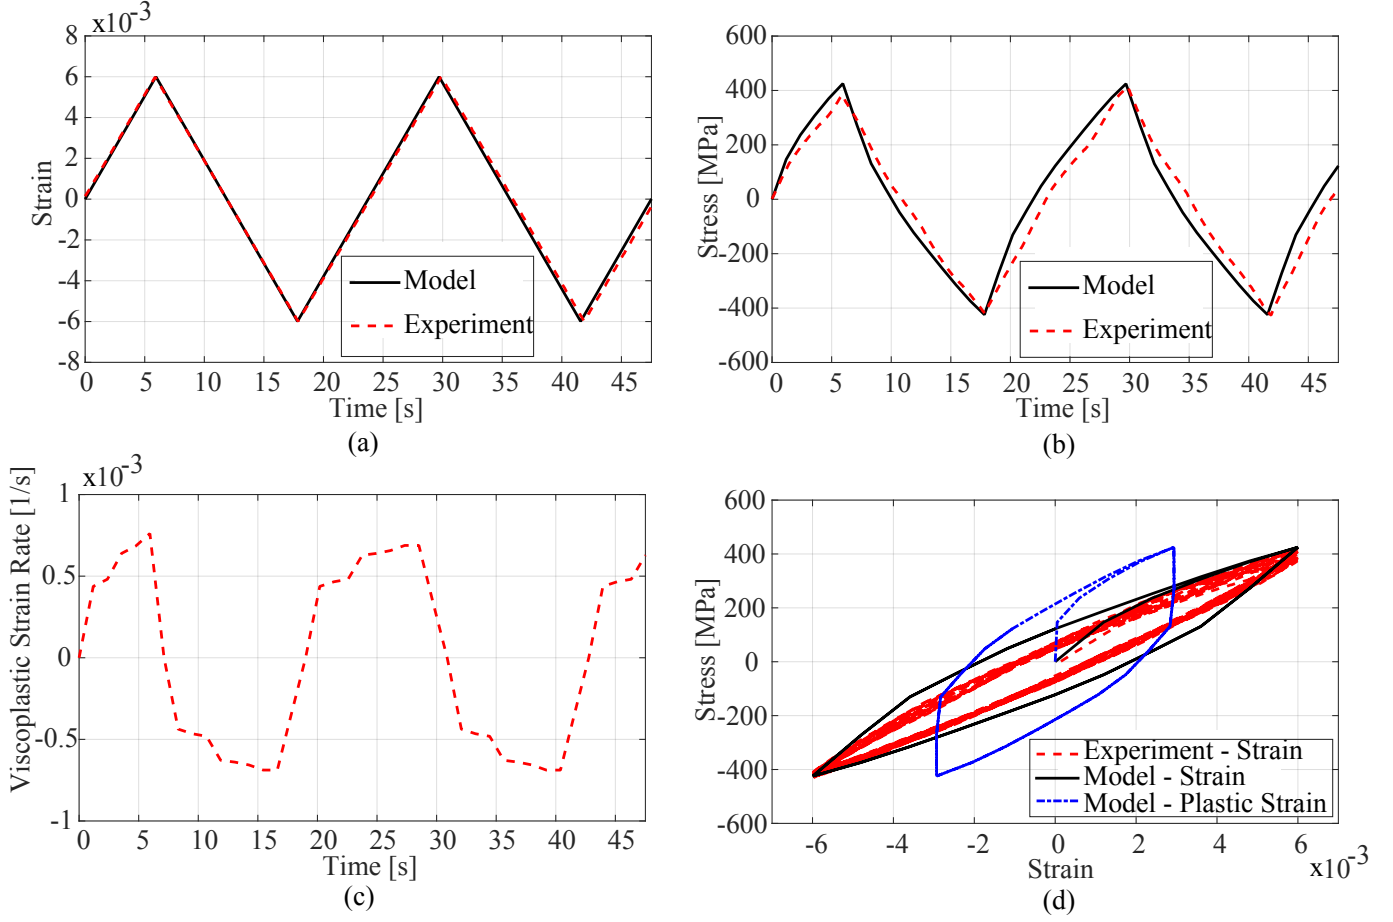 x10-3
8
6
4
2
0
-2
-4
-6
-8
Strain
Model
Experiment
0 5 10 15 20 25 30 35 40 45
Time [s]
(a)
600
400
200
0
-200
-400
-600
Stress [MPa]
Model
Experiment
0 5 10 15 20 25 30 35 40 45
Time [s]
(b)
x10-3
1
0.5
0
-0.5
-1
Viscoplastic Strain Rate [1/s]
0 5 10 15 20 25 30 35 40 45
Time [s]
(c)
600
400
200
0
-200
-400
-600
Stress [MPa]
Experiment - Strain
Model - Strain
Model - Plastic Strain
-6 -4 -2 0 2 4 6
Strain
x10-3
(d)